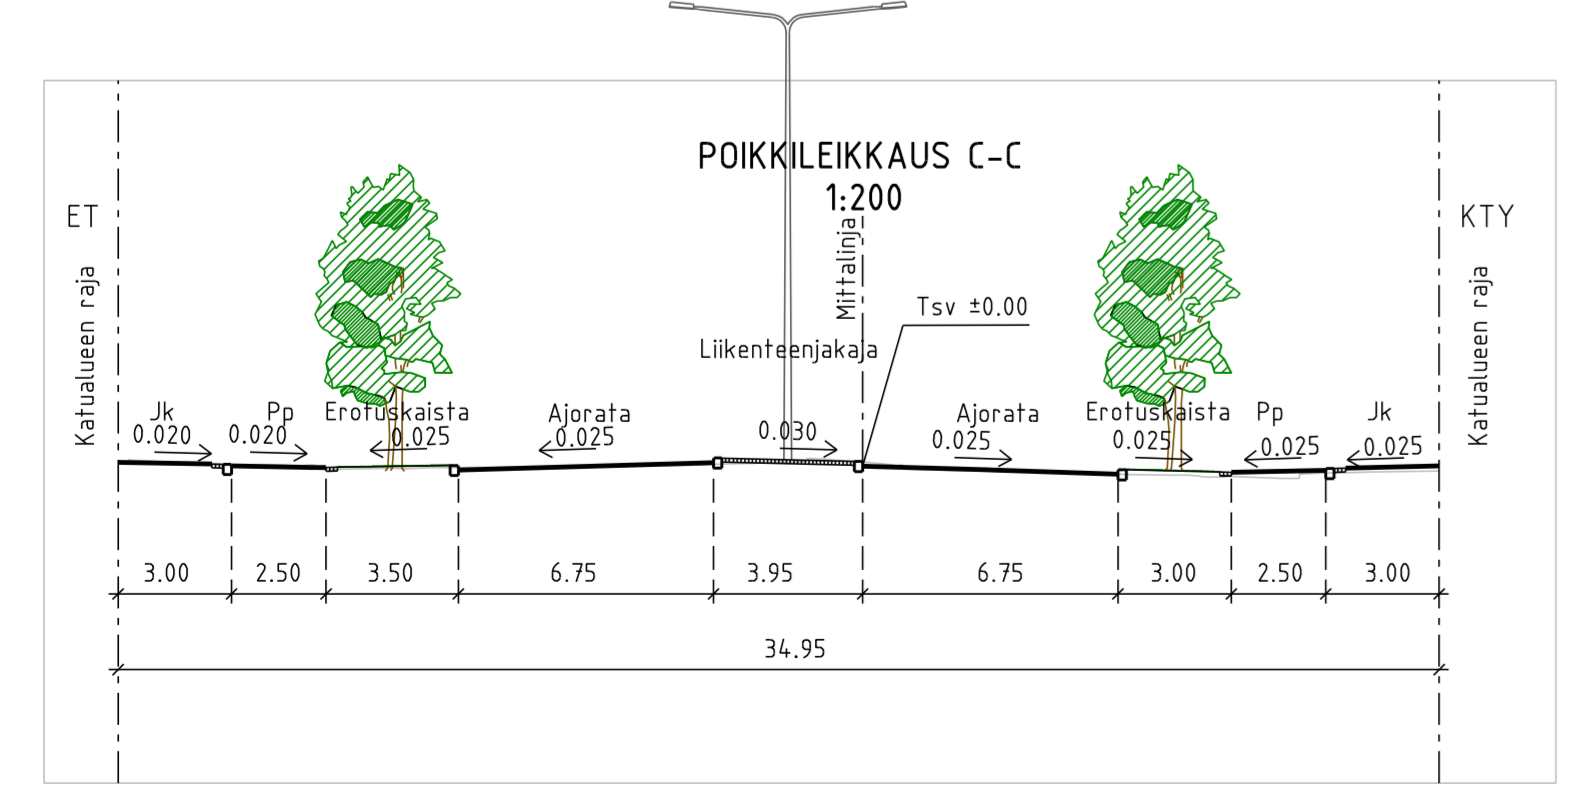 POIKKILEIKKAUS C-C
1:200
ET
KTY
Katualueen raja
Mittalinja
Katualueen raja
Tsv ±0.00
Liikenteenjakaja
Jk
Pp
Erotuskaista
Ajorata
Ajorata
Erotuskaista
Pp
Jk
0.020
0.020
0.025
0.025
0.030
0.025
0.025
0.025
0.025
3.00
2.50
3.50
6.75
3.95
6.75
3.00
2.50
3.00
34.95